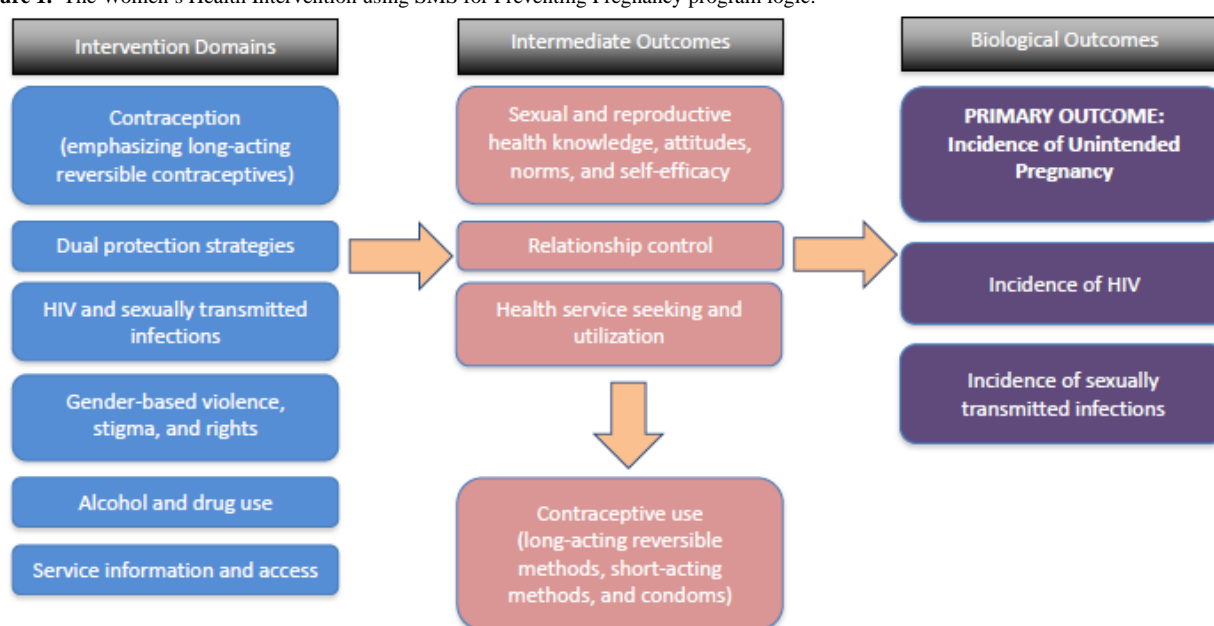 ure 1. The Women's Health Intervention using SMS for Preventing Pregnancy program logic.
Intervention Domains
Contraception
(emphasizing long-acting
reversible contraceptives)
Dual protection strategies
HIV and sexually transmitted
infections
Gender-based violence,
stigma, and rights
Alcohol and drug use
Service information and access
Intermediate Outcomes
Sexual and reproductive
health knowledge, attitudes,
norms, and self-efficacy
Relationship control
Health service seeking and
utilization
Contraceptive use
(long-acting reversible
methods, short-acting
methods, and condoms)
Biological Outcomes
PRIMARY OUTCOME:
Incidence of Unintended
Pregnancy
Incidence of HIV
Incidence of sexually
transmitted infections